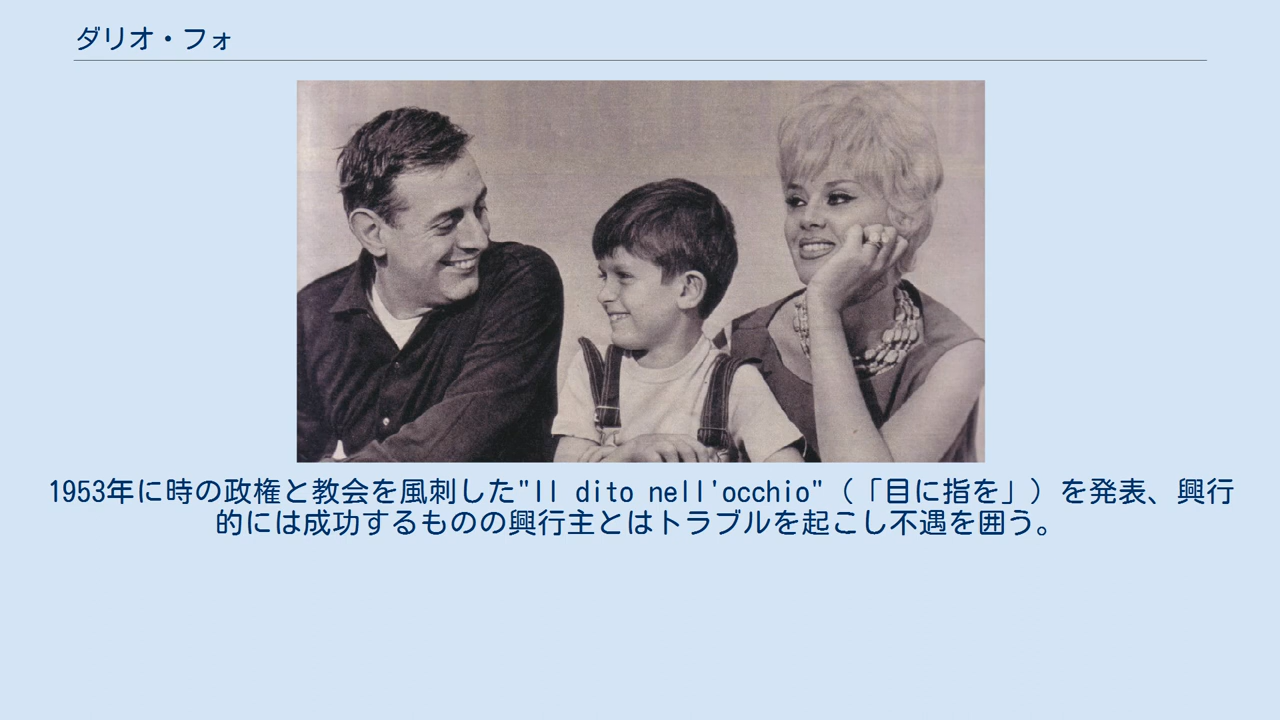 ダリオ・フォ
1953年に時の政権と教会を風刺した"Il dito nell'occhio"（「目に指を」）を発表、興行
的には成功するものの興行主とはトラブルを起こし不遇を囲う。